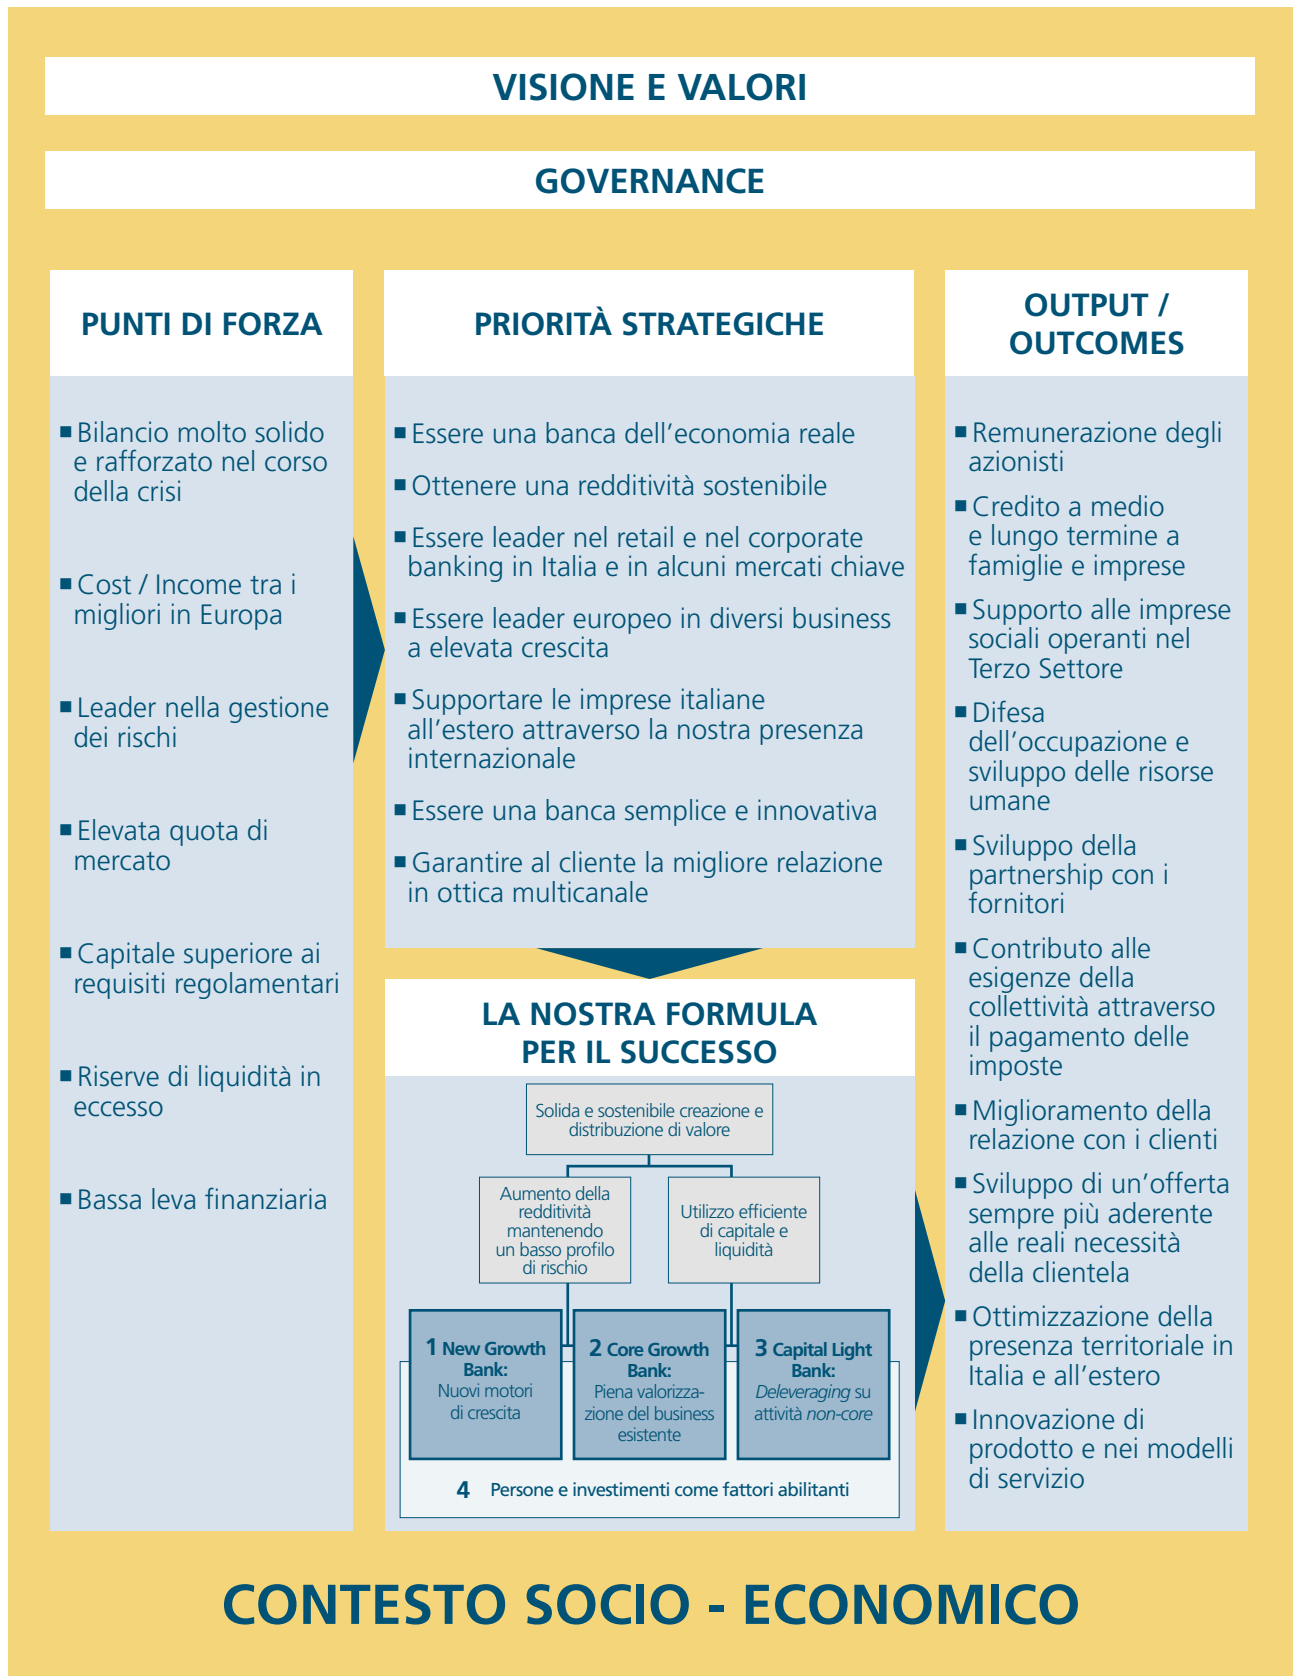 VISIONE E VALORI
GOVERNANCE
PUNTI DI FORZA
■ Bilancio molto solido
e rafforzato nel corso
della crisi
■ Cost / Income tra i
migliori in Europa
■ Leader nella gestione
dei rischi
■ Elevata quota di
mercato
■ Capitale superiore ai
requisiti regolamentari
■ Riserve di liquidità in
eccesso
■ Bassa leva finanziaria
PRIORITÀ STRATEGICHE
■ Essere una banca dell'economia reale
■ Ottenere una redditività sostenibile
■ Essere leader nel retail e nel corporate
banking in Italia e in alcuni mercati chiave
■ Essere leader europeo in diversi business
a elevata crescita
■ Supportare le imprese italiane
all'estero attraverso la nostra presenza
internazionale
■ Essere una banca semplice e innovativa
■ Garantire al cliente la migliore relazione
in ottica multicanale
LA NOSTRA FORMULA
PER IL SUCCESSO
Solida e sostenibile creazione e
distribuzione di valore
Aumento della
redditività
mantenendo
un basso profilo
di rischio
Utilizzo efficiente
di capitale e
liquidità
1 New Growth
Bank:
Nuovi motori
di crescita
2 Core Growth
Bank:
Piena valorizza-
zione del business
esistente
3 Capital Light
Bank:
Deleveraging su
attività non-core
4 Persone e investimenti come fattori abilitanti
OUTPUT /
OUTCOMES
■ Remunerazione degli
azionisti
■ Credito a medio
e lungo termine a
famiglie e imprese
■ Supporto alle imprese
sociali operanti nel
Terzo Settore
■ Difesa
dell'occupazione e
sviluppo delle risorse
umane
■ Sviluppo della
partnership con i
fornitori
■ Contributo alle
esigenze della
collettività attraverso
il pagamento delle
imposte
■ Miglioramento della
relazione con i clienti
■ Sviluppo di un'offerta
sempre più aderente
alle reali necessità
della clientela
■ Ottimizzazione della
presenza territoriale in
Italia e all'estero
■ Innovazione di
prodotto e nei modelli
di servizio
CONTESTO SOCIO - ECONOMICO